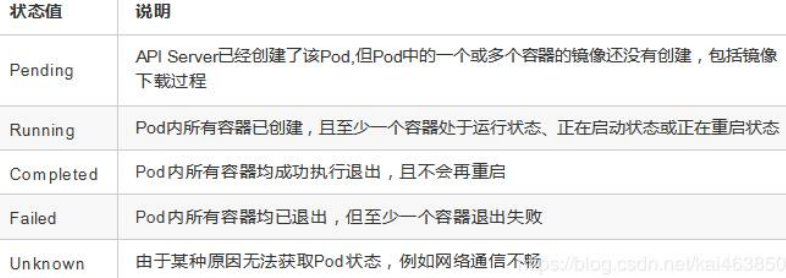 状态值 说明
Pending API Server已经创建了该Pod,但Pod中的一个或多个容器的镜像还没有创建，包括镜像
下载过程
Running Pod内所有容器已创建，且至少一个容器处于运行状态、正在启动状态或正在重启状态
Completed Pod内所有容器均成功执行退出，且不会再重启
Failed Pod内所有容器均已退出，但至少一个容器退出失败
Unknown 由于某种原因无法获取Pod状态，例如网络通信不畅
https://blog.csdn.net/kai463850